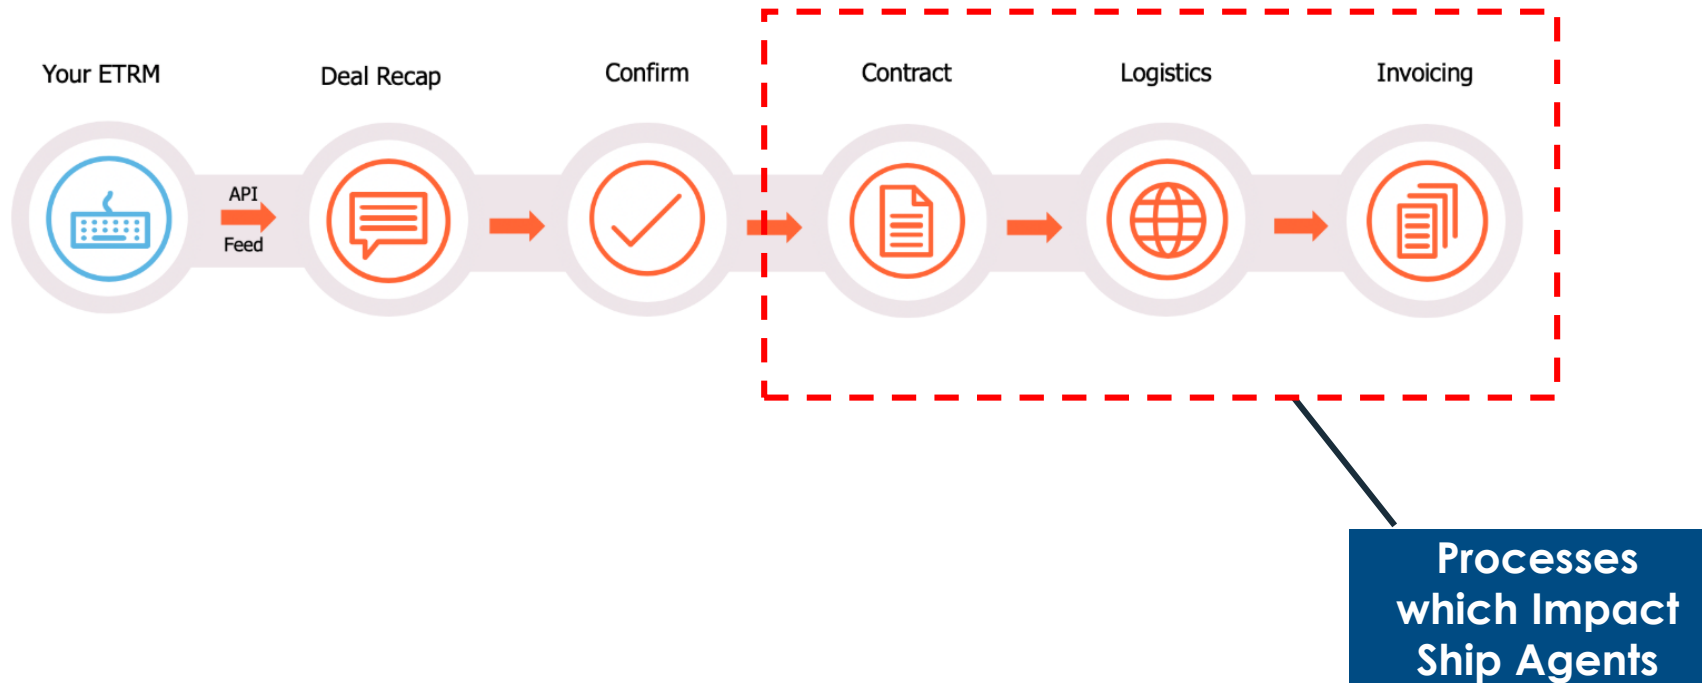 Your ETRM
Deal Recap
Confirm
Contract
Logistics
Invoicing
API
Feed
Processes
which Impact
Ship Agents